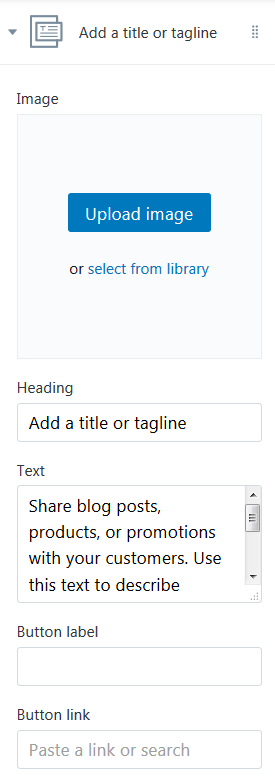 Add a title or tagline
Image
Upload image
or select from library
Heading
Add a title or tagline
Text
Share blog posts,
products, or promotions
with your customers. Use
this text to describe
Button label
Button link
Paste a link or search